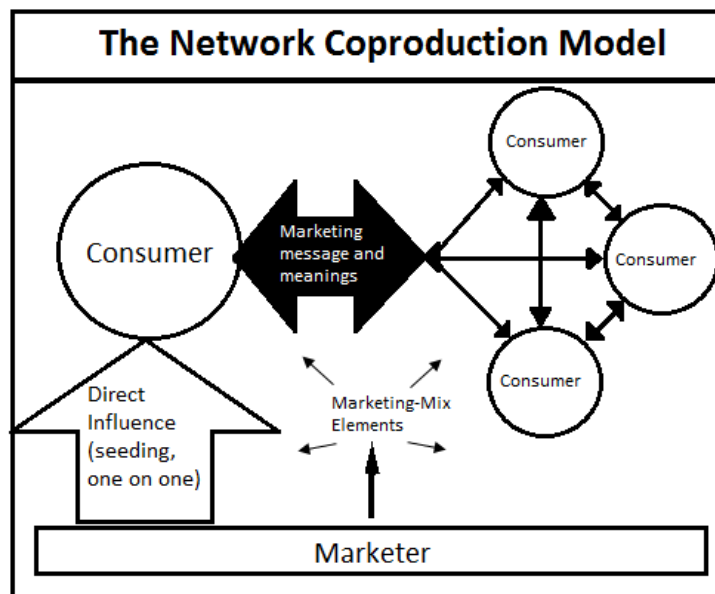 The Network Coproduction Model
Consumer
Consumer
Marketing
message and
meanings
Consumer
Consumer
Direct
Influence
(seeding,
one on one)
Marketing-Mix
Elements
Marketer